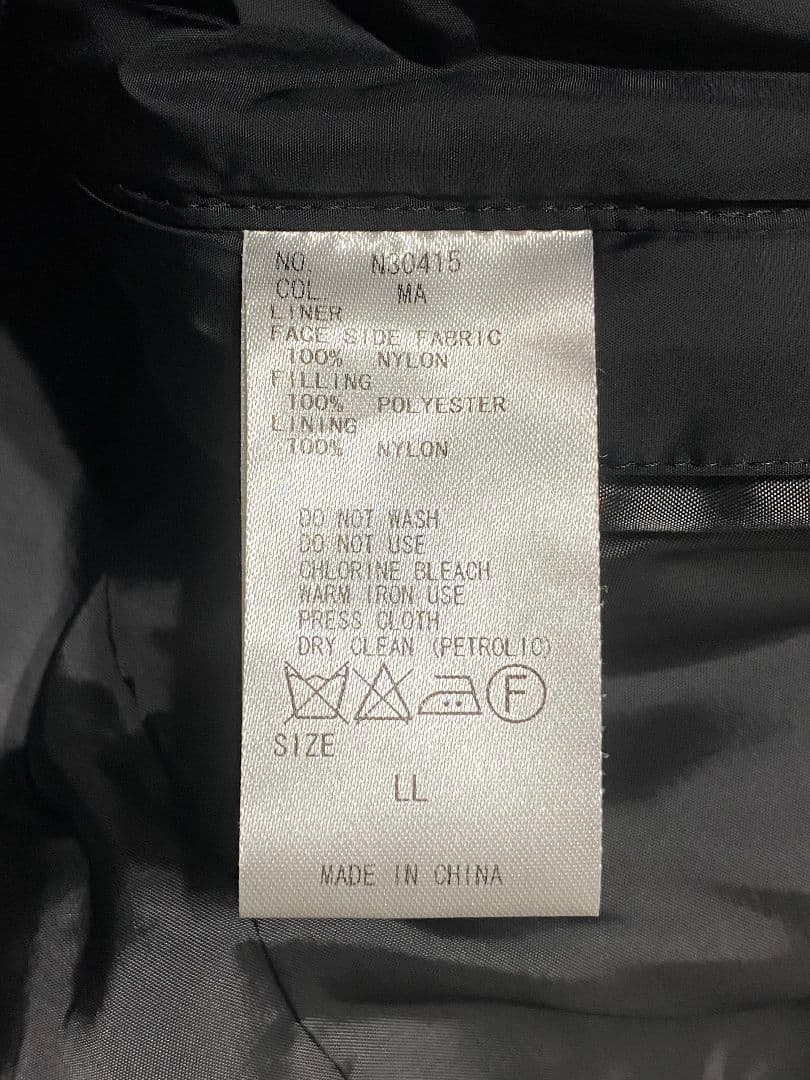 NO. N30415
COL. MA
LINER
FACE SIDE FABRIC
100% NYLON
FILLING
100% POLYESTER
LINING
100% NYLON
DO NOT WASH
DO NOT USE
CHLORINE BLEACH
WARM IRON USE
PRESS CLOTH
DRY CLEAN (PETROLIC)
F
SIZE
LL
MADE IN CHINA